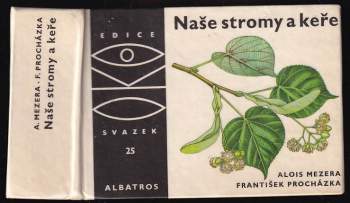 A. MEZERA - F. PROCHÁZKA
Naše stromy a keře
EDICE
OKO
SVAZEK
25
ALBATROS
Naše stromy a keře
ALOIS MEZERA
FRANTIŠEK PROCHÁZKA